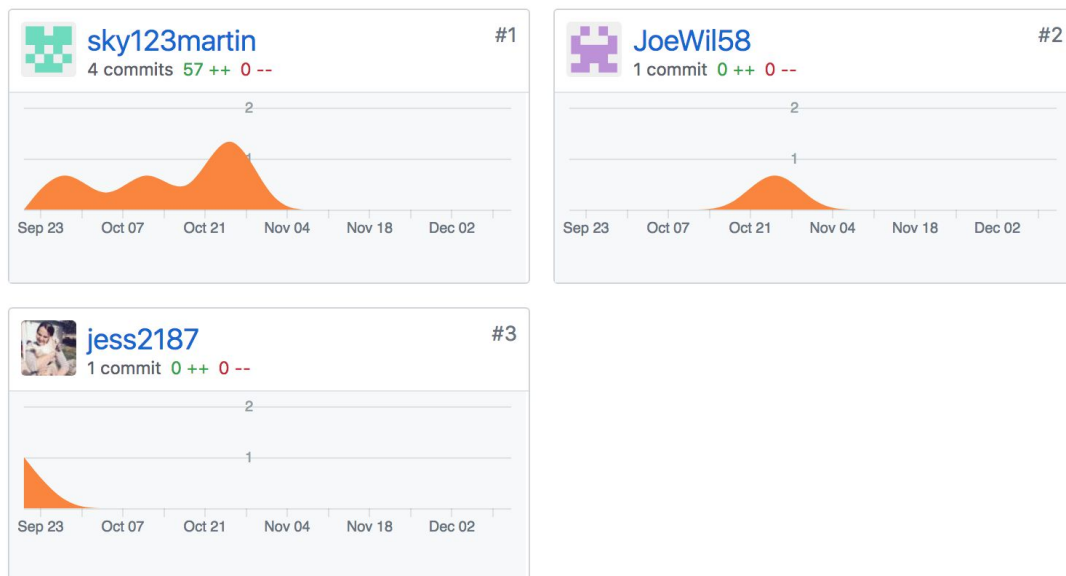 sky123martin #1
4 commits 57 ++ 0 --
2
1
Sep 23 Oct 07 Oct 21 Nov 04 Nov 18 Dec 02
JoeWil58 #2
1 commit 0 ++ 0 --
2
1
Sep 23 Oct 07 Oct 21 Nov 04 Nov 18 Dec 02
jess2187 #3
1 commit 0 ++ 0 --
2
1
Sep 23 Oct 07 Oct 21 Nov 04 Nov 18 Dec 02